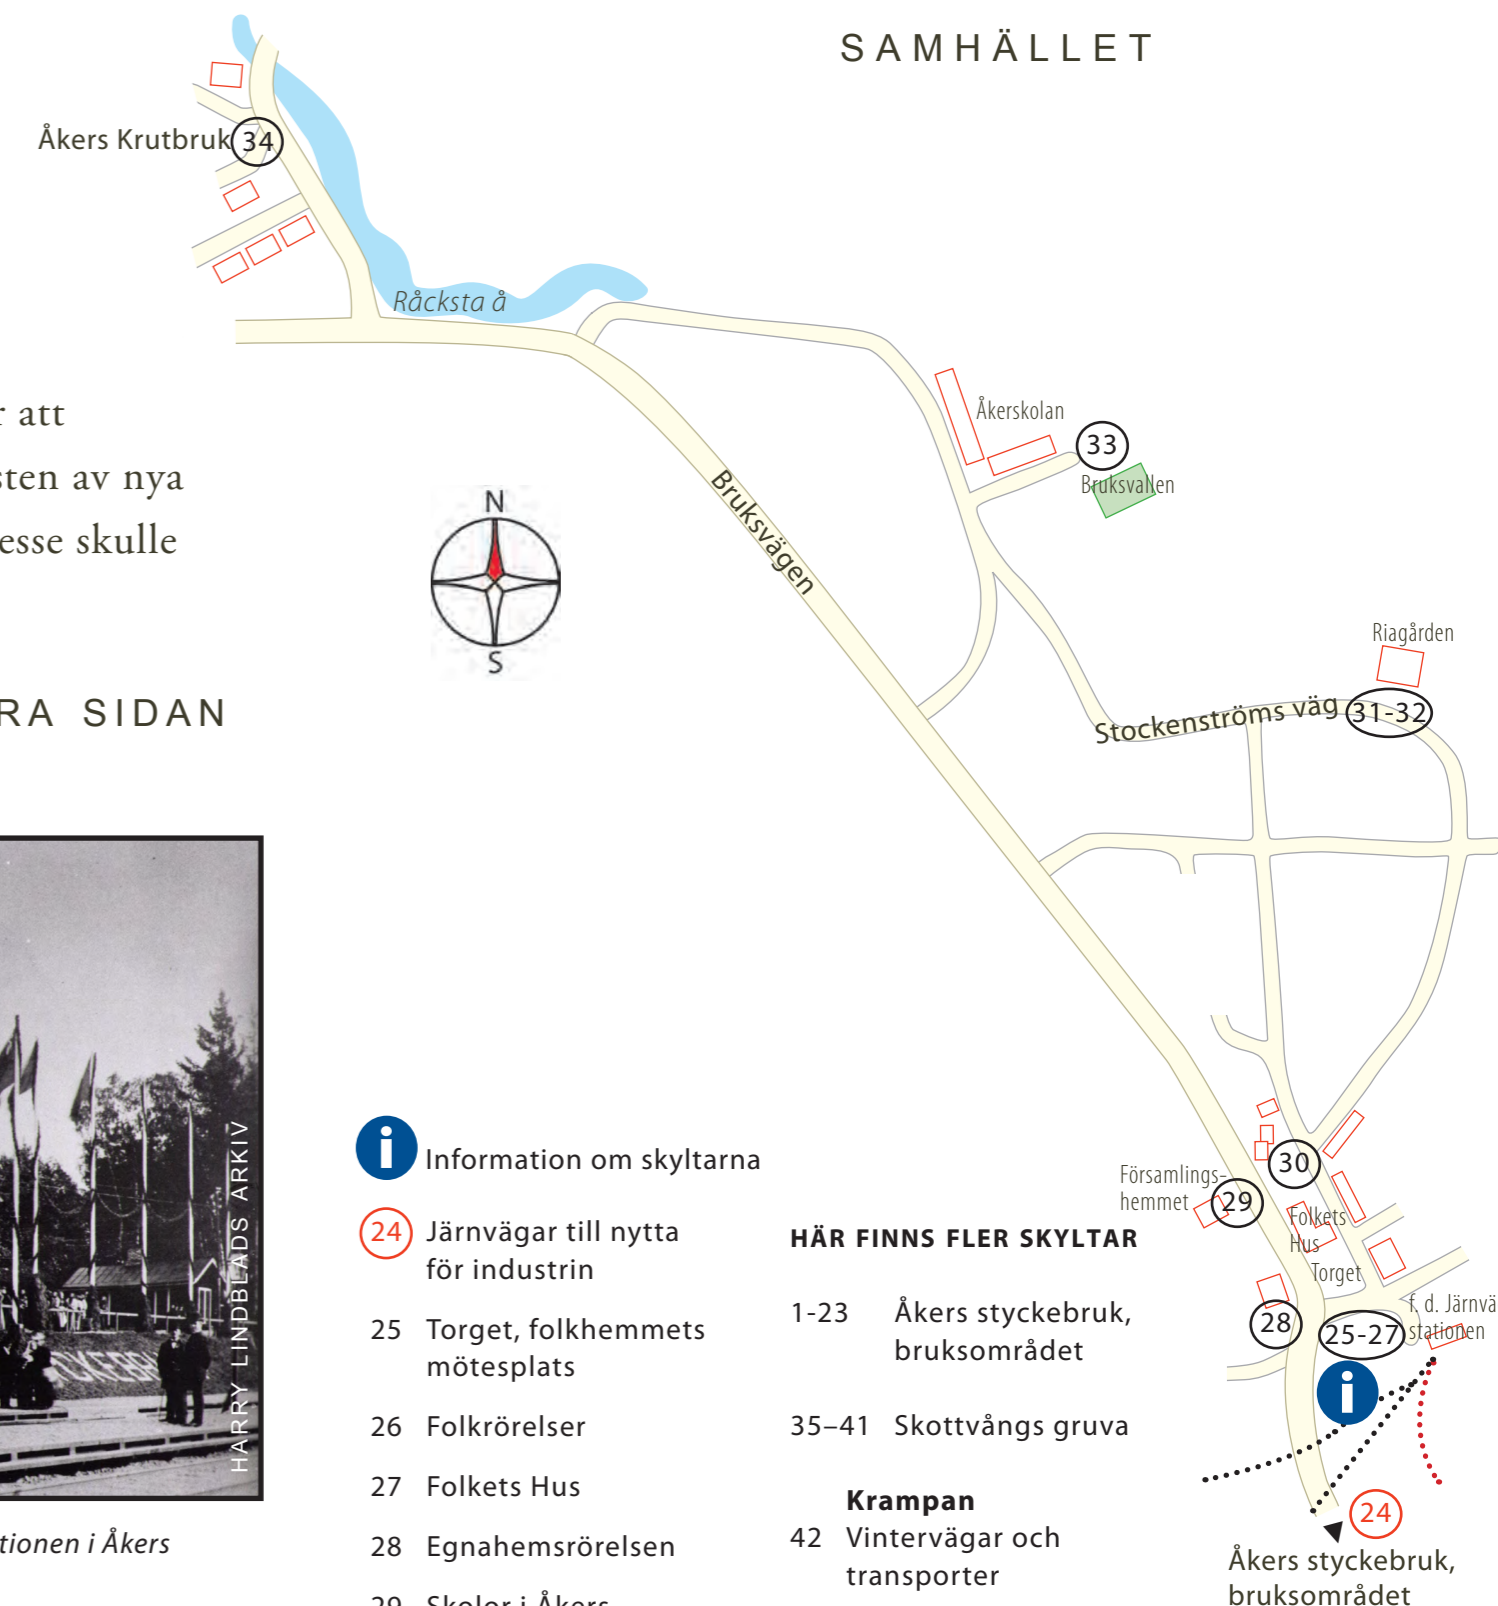 SAMHÄLLET
Åkers Krutbruk 34
Råcksta å
r att
sten av nya
esse skulle
RA SIDAN
N
S
Bruksvägen
Åkerskolan
33
Bruksvallen
Riagården
Stockenströms väg 31-32
30
Församlings-
hemmet
29
Folkets
Hus
Torget
28
25-27
f. d. Järnvä
stationen
i
24
Åkers styckebruk,
bruksområdet
HARRY LINDBLADS ARKIV
CKEBR
tionen i Åkers
i Information om skyltarna
24 Järnvägar till nytta
för industrin
25 Torget, folkhemmets
mötesplats
26 Folkrörelser
27 Folkets Hus
28 Egnahemsrörelsen
29 Skolor i Åkers
HÄR FINNS FLER SKYLTAR
1-23 Åkers styckebruk,
bruksområdet
35–41 Skottvångs gruva
Krampan
42 Vintervägar och
transporter